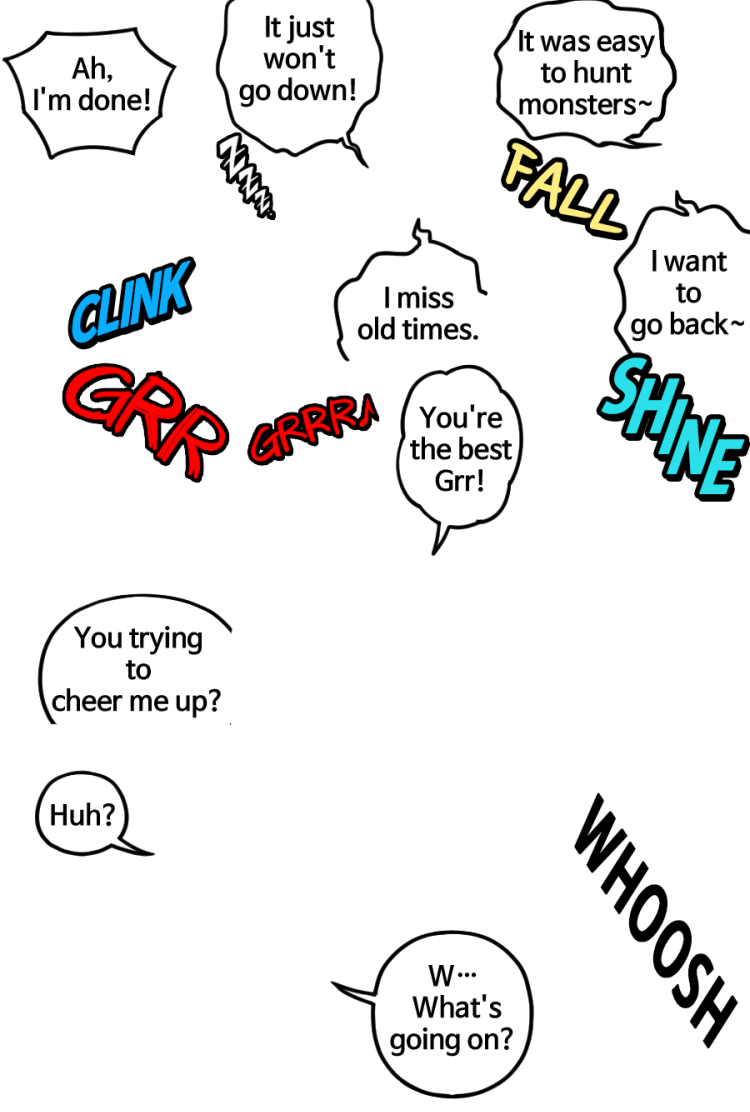 Ah,
I'm done!
It just
won't
go down!
It was easy
to hunt
monsters~
ZZZZZ.
FALL
I want
to
go back~
CLINK
I miss
old times.
GRR
GRRRR
You're
the best
Grr!
SHINE
You trying
to
cheer me up?
Huh?
WHOOSH
W…
What's
going on?